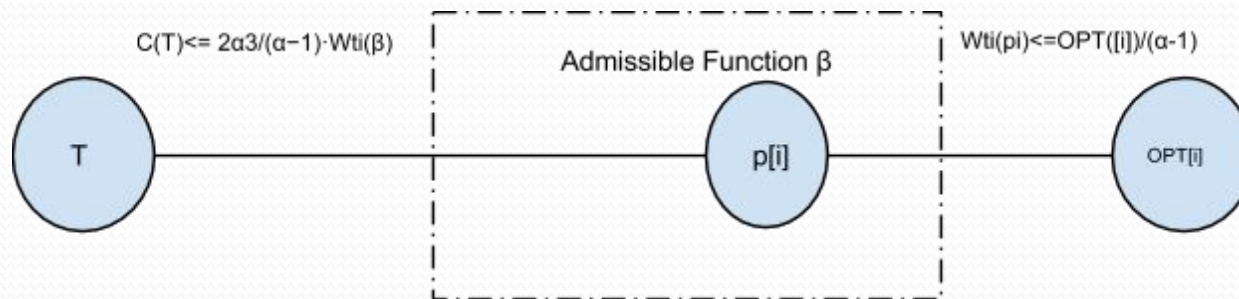 C(T)<= 2α3/(α−1)·Wti(β)
Admissible Function β
Wti(pi)<=OPT([i])/(α-1)
T
p[i]
OPT[i]